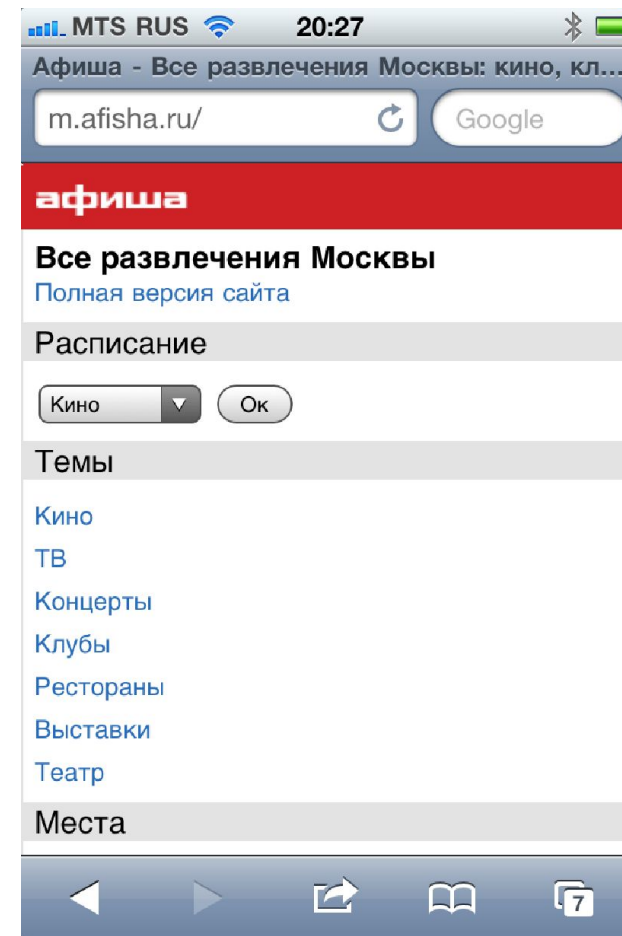 MTS RUS 20:27
Афиша - Все развлечения Москвы: кино, кл...
m.afisha.ru/ Google
афиша
Все развлечения Москвы
Полная версия сайта
Расписание
Кино Ок
Темы
Кино
ТВ
Концерты
Клубы
Рестораны
Выставки
Театр
Места
7